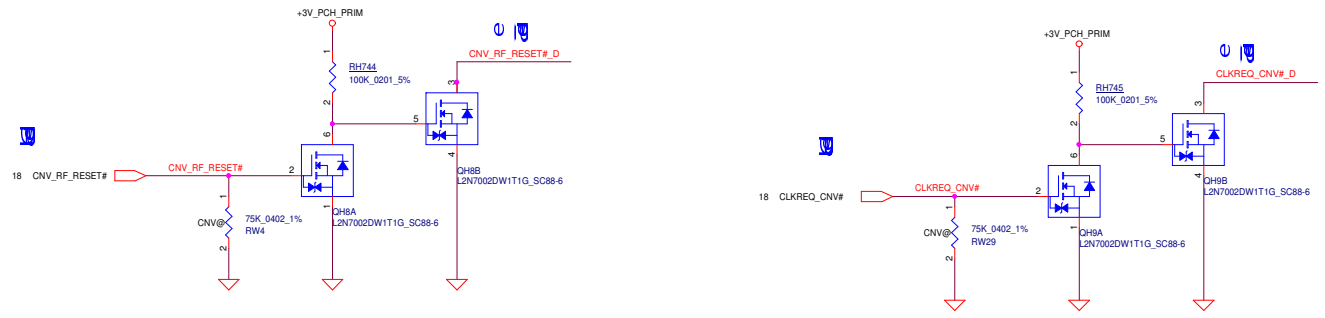 +3V_PCH_PRIM
e
CNV_RF_RESET#_D
1
RH744
100K_0201_5%
2
3
5
6
4
18 CNV_RF_RESET#
CNV_RF_RESET#
2
QH8B
L2N7002DW1T1G_SC88-6
1
QH8A
L2N7002DW1T1G_SC88-6
1
CNV@
75K_0402_1%
RW4
2
+3V_PCH_PRIM
e
CLKREQ_CNV#_D
1
RH745
100K_0201_5%
2
3
5
6
4
18 CLKREQ_CNV#
CLKREQ_CNV#
2
QH9B
L2N7002DW1T1G_SC88-6
1
QH9A
L2N7002DW1T1G_SC88-6
1
CNV@
75K_0402_1%
RW29
2